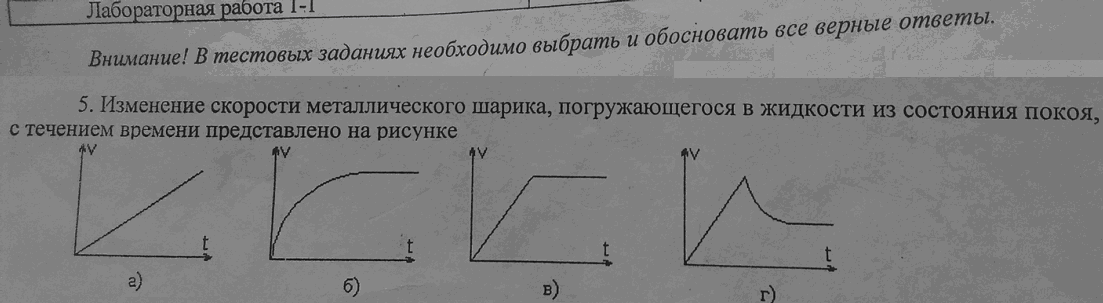 Лабораторная работа 1-1
Внимание! В тестовых заданиях необходимо выбрать и обосновать все верные ответы.
5. Изменение скорости металлического шарика, погружающегося в жидкости из состояния покоя,
с течением времени представлено на рисунке
v v v v
t t t t
а) б) в) г)